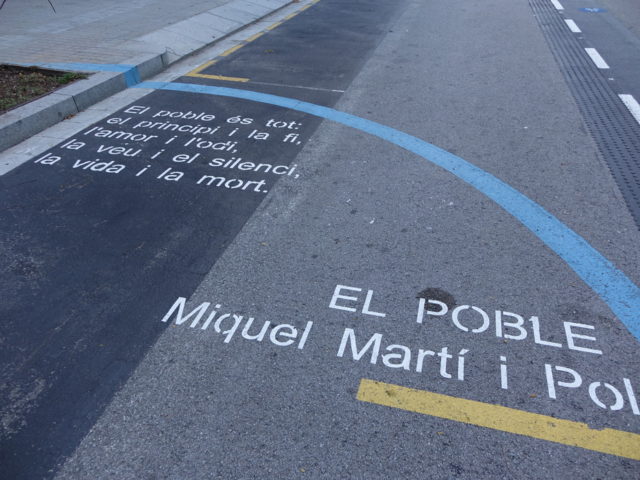 El poble és tot:
el principi i la fi,
l'amor i l'odi,
la veu i el silenci,
la vida i la mort.
EL POBLE
Miquel Martí i Pol